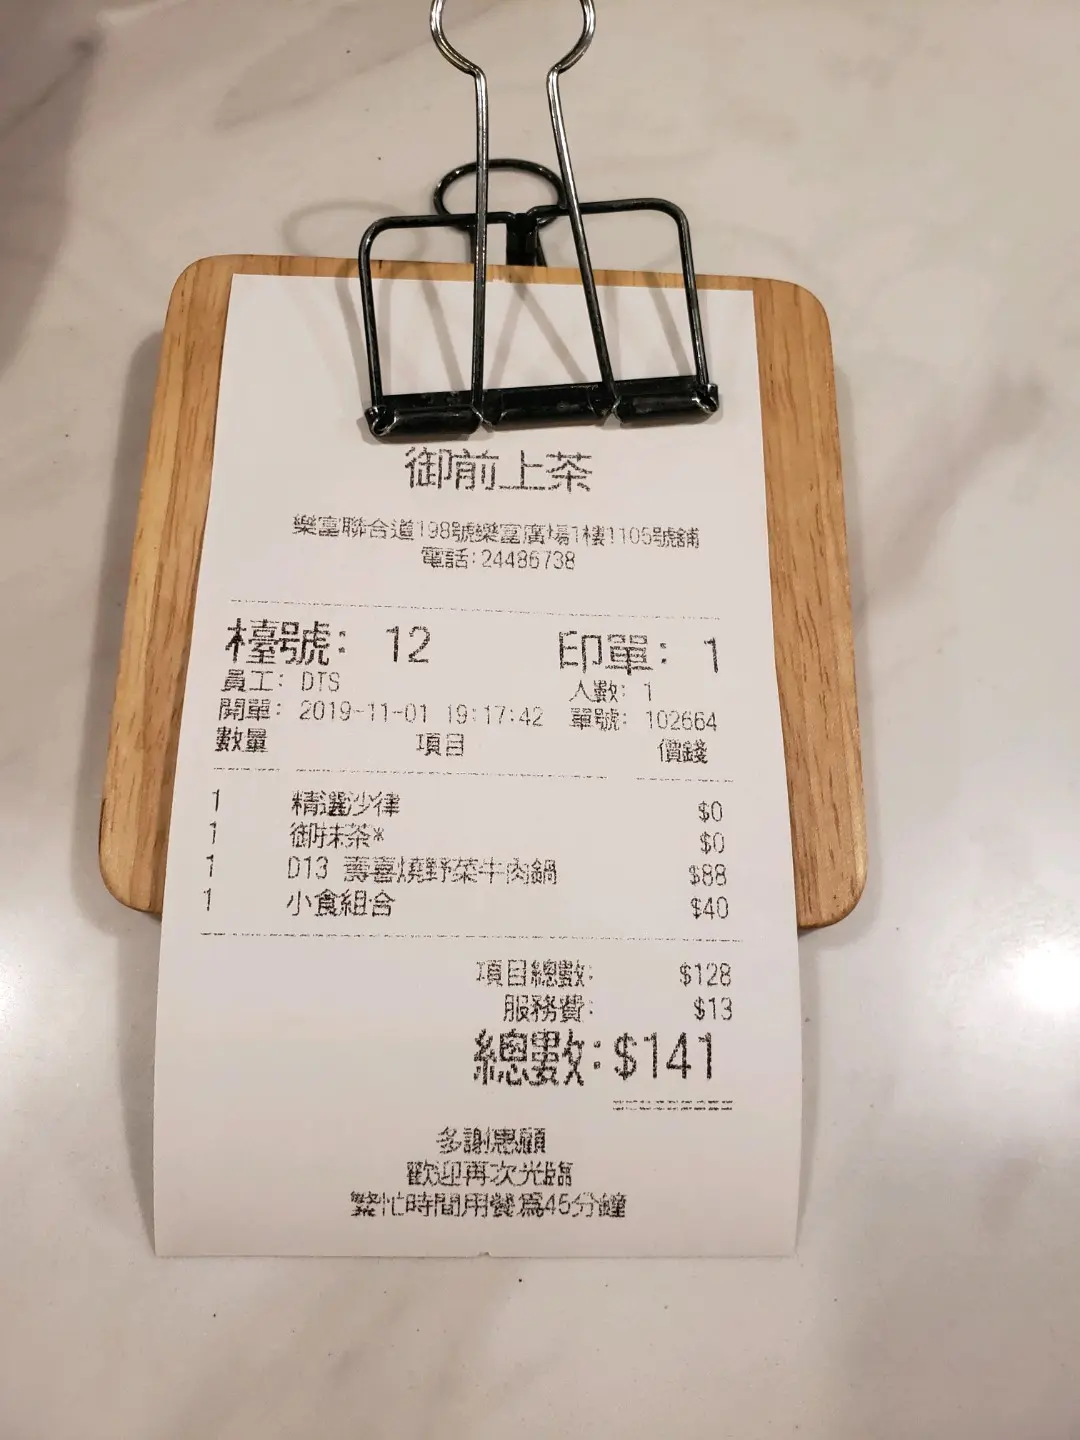 御前上茶
樂富聯合道198號樂富廣場1樓1105號舖
電話:24486738
檯號: 12 印單: 1
員工: DTS 人數: 1
開單: 2019-11-01 19:17:42 單號: 102664
數量 項目 價錢
1 精選沙律 $0
1 御抹茶* $0
1 D13 壽喜燒野菜牛肉鍋 $88
1 小食組合 $40
項目總數: $128
服務費: $13
總數:$141
多謝惠顧
歡迎再次光臨
繁忙時間用餐爲45分鐘